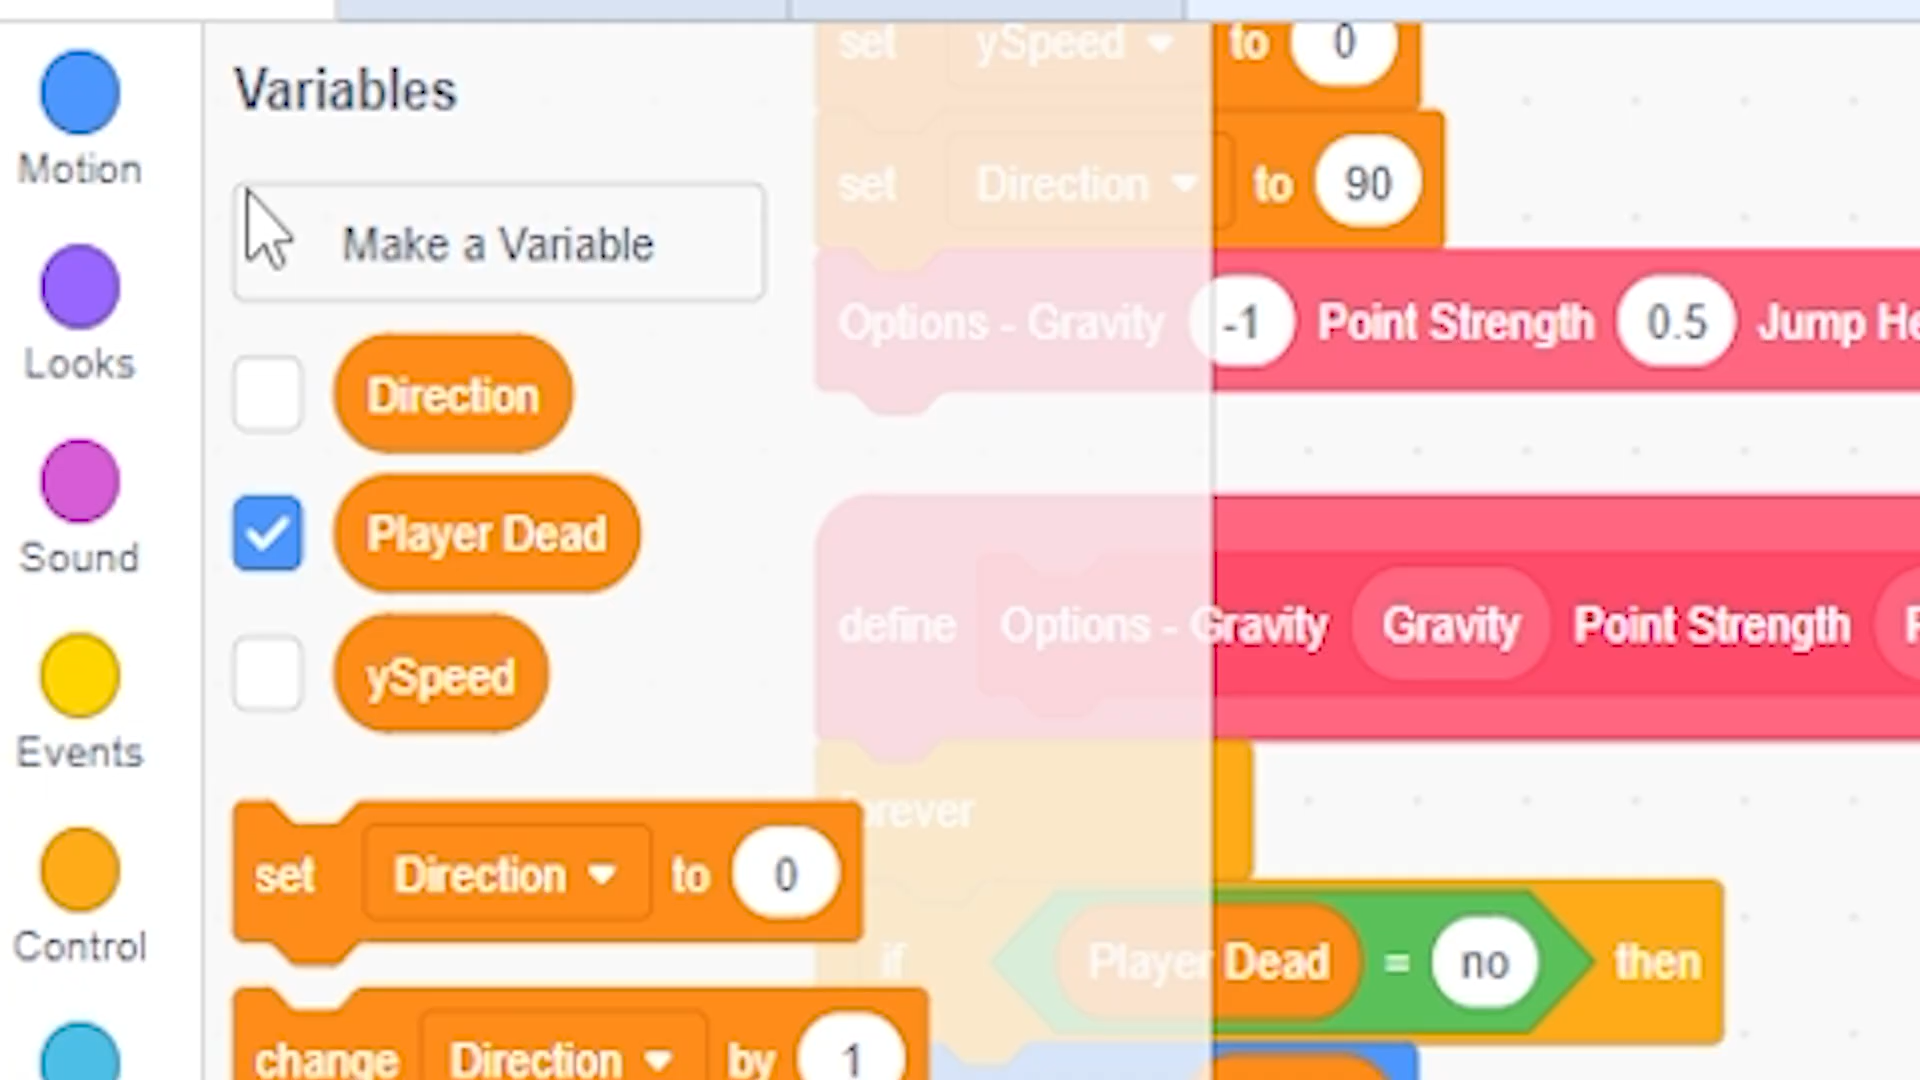 Motion
Looks
Sound
Events
Control
Variables
Make a Variable
Direction
Player Dead
ySpeed
set Direction to 0
change Direction by 1
set ySpeed to 0
set Direction to 90
Options - Gravity -1 Point Strength 0.5 Jump He
define Options - Gravity Gravity Point Strength
forever
if Player Dead = no then